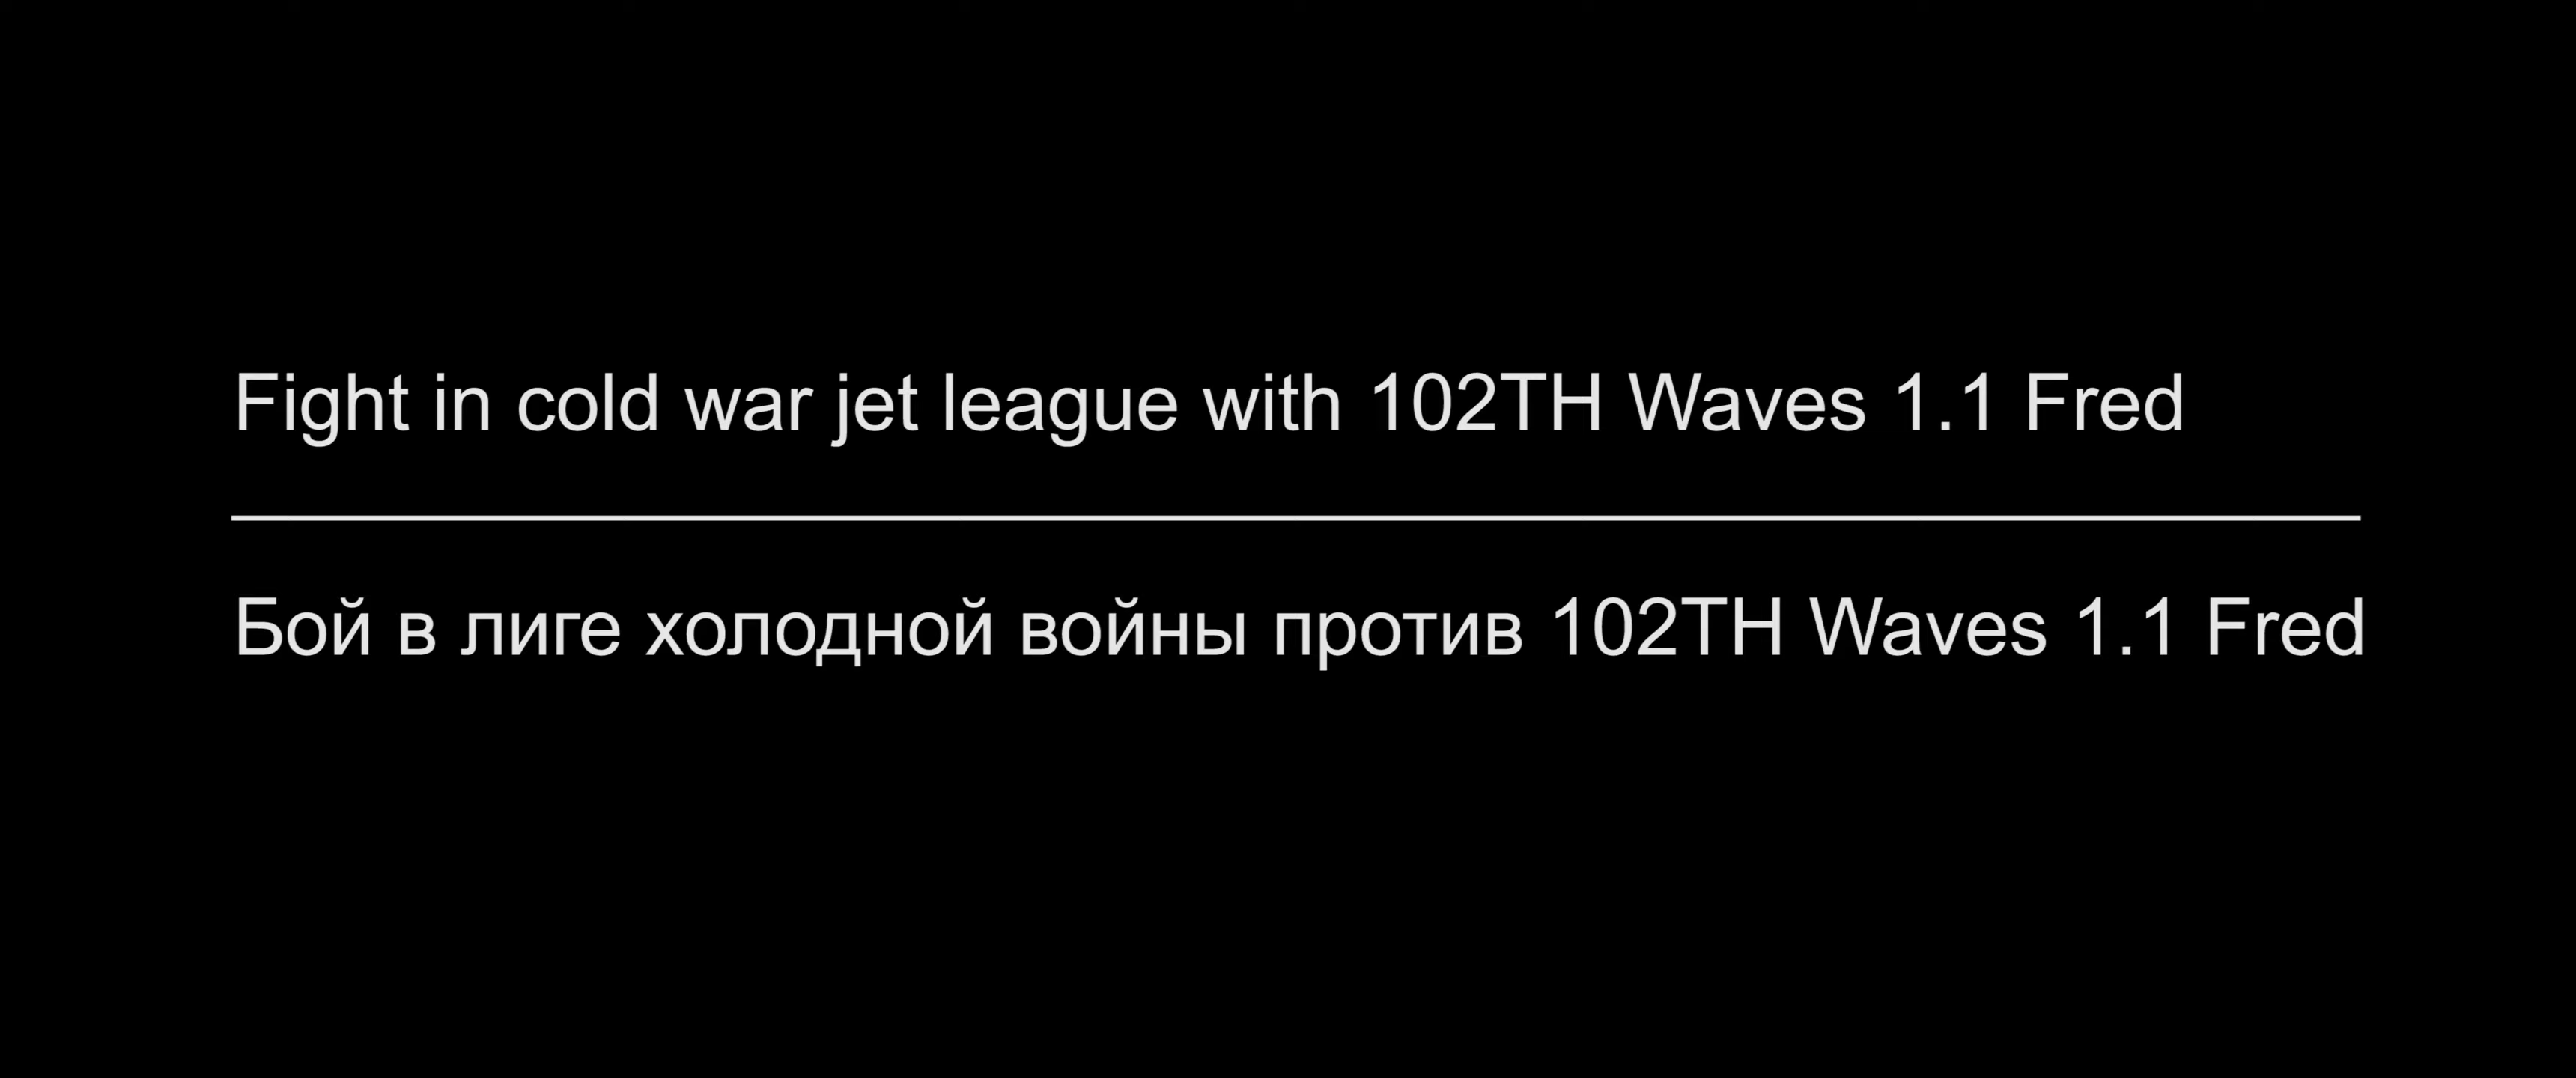 Fight in cold war jet league with 102TH Waves 1.1 Fred
Бой в лиге холодной войны против 102TH Waves 1.1 Fred